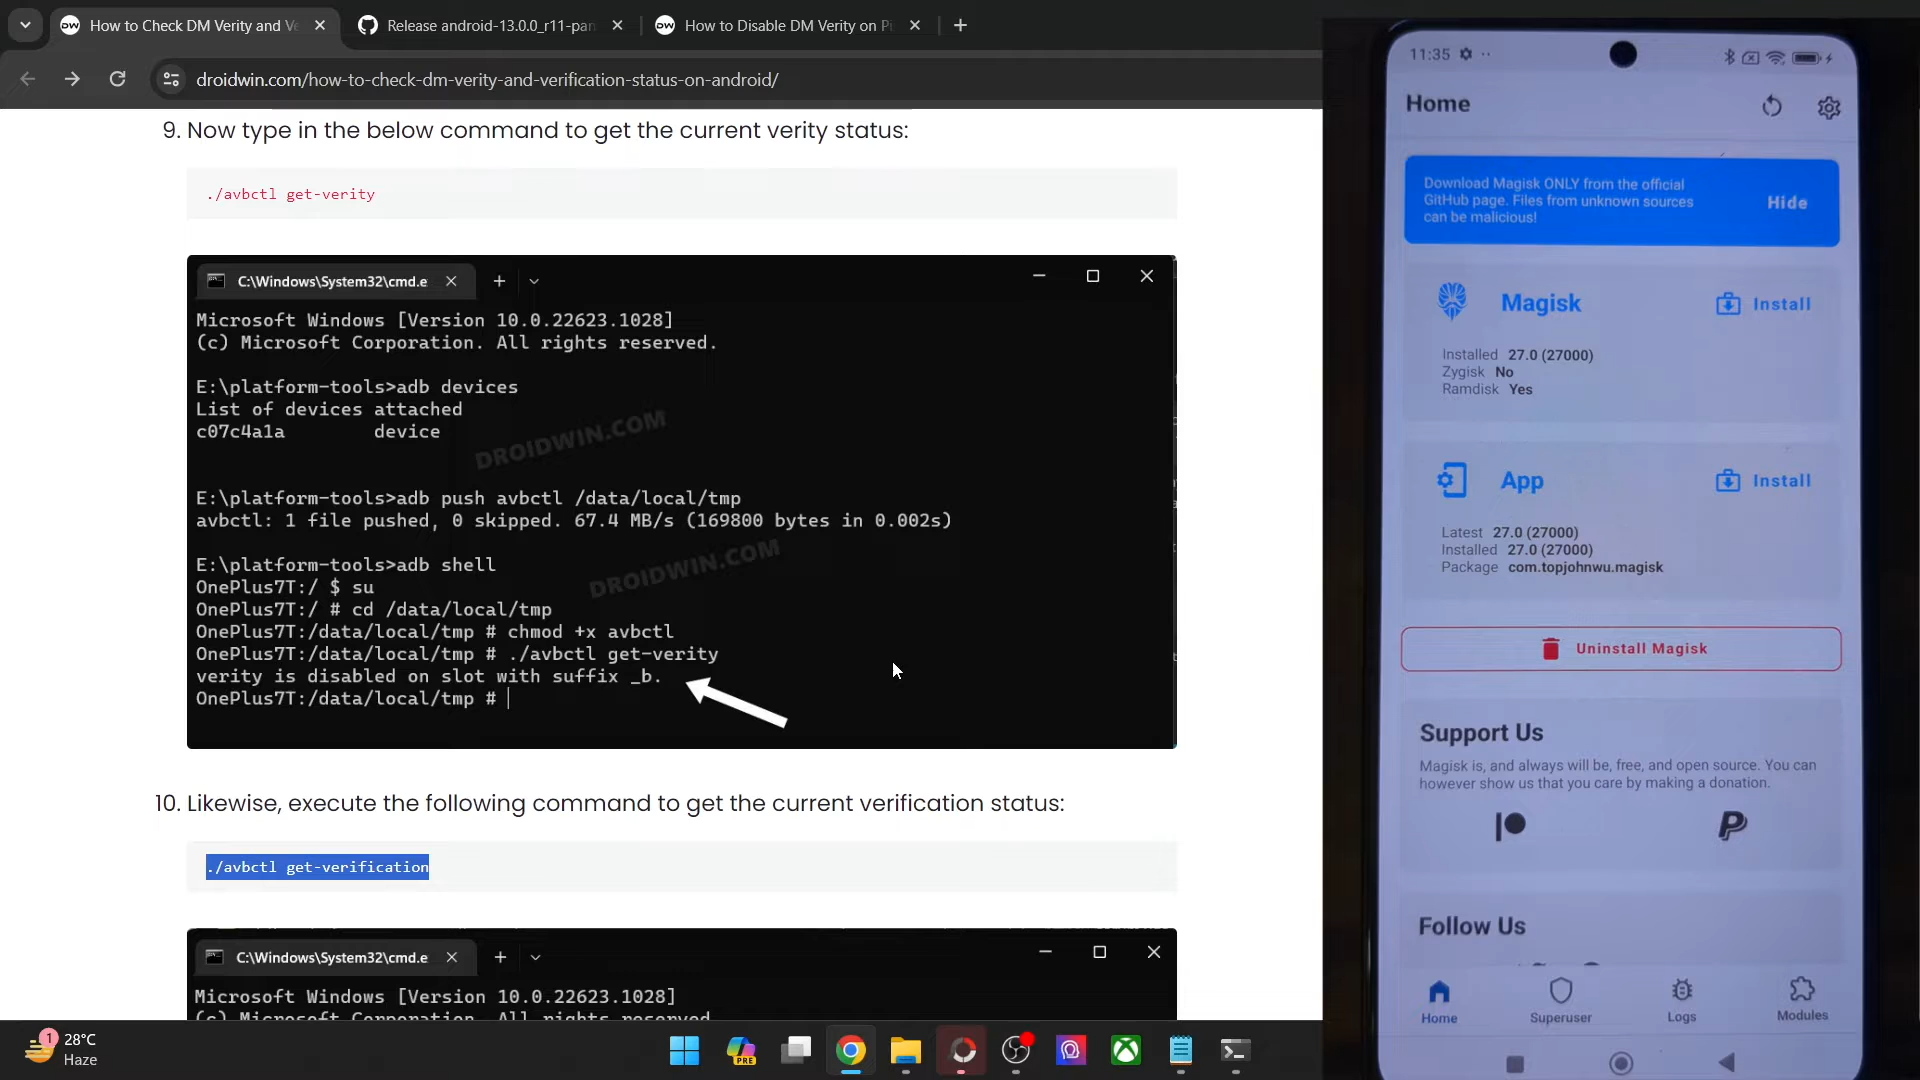 How to Check DM Verity and Ve
Release android-13.0.0_r11-pan
How to Disable DM Verity on Pi
droidwin.com/how-to-check-dm-verity-and-verification-status-on-android/
9. Now type in the below command to get the current verity status:
./avbctl get-verity
C:\Windows\System32\cmd.e
Microsoft Windows [Version 10.0.22623.1028]
(c) Microsoft Corporation. All rights reserved.
E:\platform-tools>adb devices
List of devices attached
c07c4a1a device
DROIDWIN.COM
E:\platform-tools>adb push avbctl /data/local/tmp
avbctl: 1 file pushed, 0 skipped. 67.4 MB/s (169800 bytes in 0.002s)
DROIDWIN.COM
E:\platform-tools>adb shell
OnePlus7T:/ $ su
OnePlus7T:/ # cd /data/local/tmp
OnePlus7T:/data/local/tmp # chmod +x avbctl
OnePlus7T:/data/local/tmp # ./avbctl get-verity
verity is disabled on slot with suffix _b.
OnePlus7T:/data/local/tmp #
10. Likewise, execute the following command to get the current verification status:
./avbctl get-verification
C:\Windows\System32\cmd.e
Microsoft Windows [Version 10.0.22623.1028]
(c) Microsoft Corporation. All rights reserved.
1
28°C
Haze
PRE
11:35
Home
Download Magisk ONLY from the official
GitHub page. Files from unknown sources
can be malicious!
Hide
Magisk
Install
Installed 27.0 (27000)
Zygisk No
Ramdisk Yes
App
Install
Latest 27.0 (27000)
Installed 27.0 (27000)
Package com.topjohnwu.magisk
Uninstall Magisk
Support Us
Magisk is, and always will be, free, and open source. You can
however show us that you care by making a donation.
Follow Us
Home
Superuser
Logs
Modules